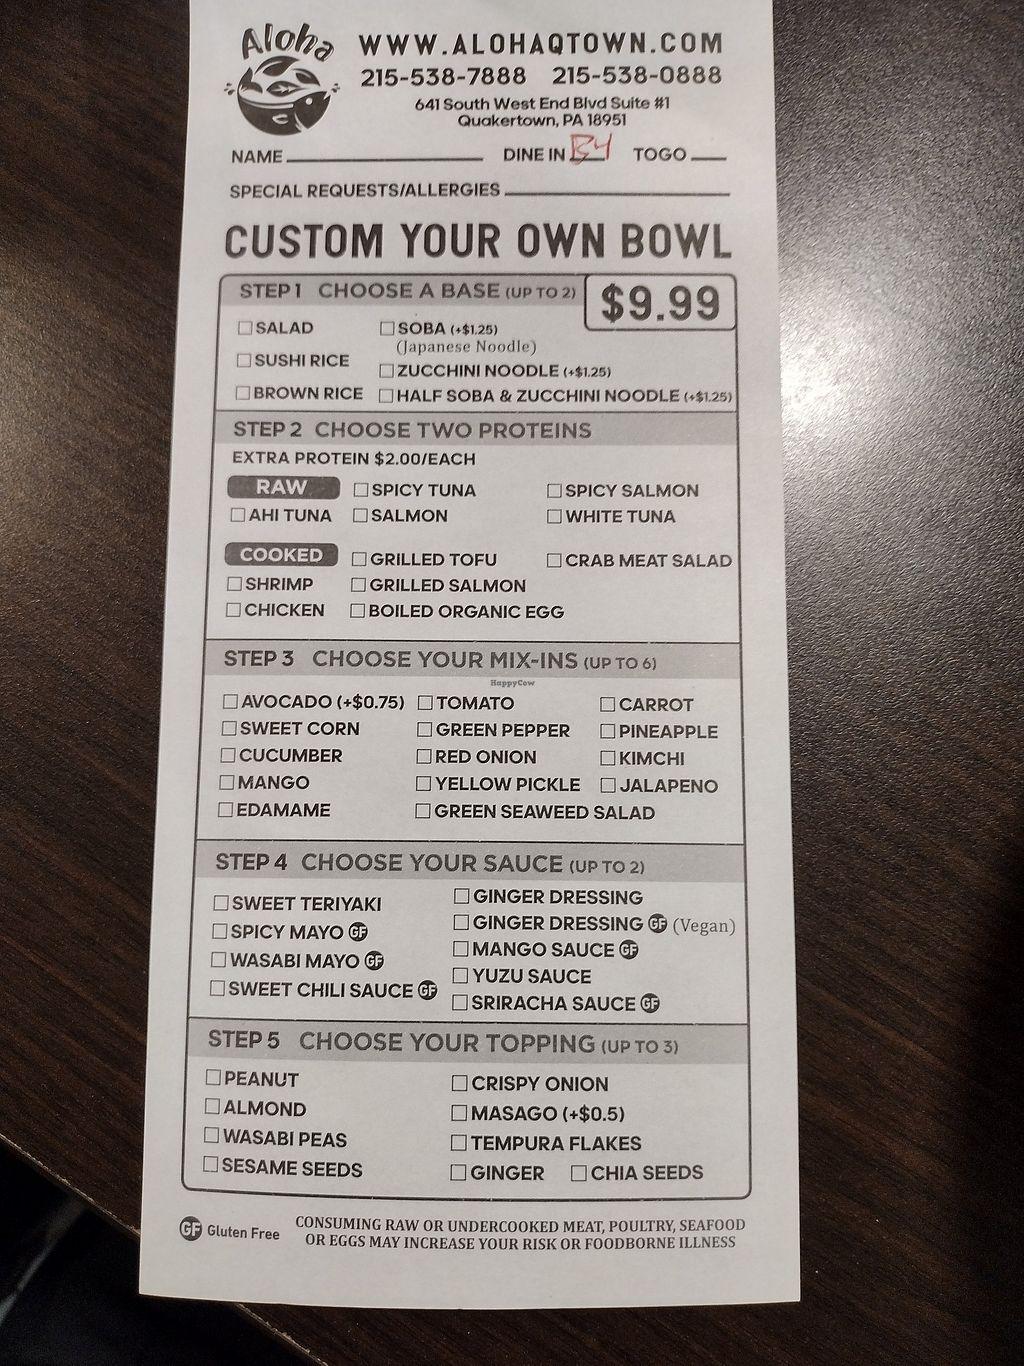 Aloha
WWW.ALOHAQTOWN.COM
215-538-7888 215-538-0888
641 South West End Blvd Suite #1
Quakertown, PA 18951
NAME DINE IN B4 TOGO
SPECIAL REQUESTS/ALLERGIES
CUSTOM YOUR OWN BOWL
STEP 1 CHOOSE A BASE (UP TO 2) $9.99
SALAD SOBA (+$1.25)
(Japanese Noodle)
SUSHI RICE ZUCCHINI NOODLE (+$1.25)
BROWN RICE HALF SOBA & ZUCCHINI NOODLE (+$1.25)
STEP 2 CHOOSE TWO PROTEINS
EXTRA PROTEIN $2.00/EACH
RAW SPICY TUNA SPICY SALMON
AHI TUNA SALMON WHITE TUNA
COOKED GRILLED TOFU CRAB MEAT SALAD
SHRIMP GRILLED SALMON
CHICKEN BOILED ORGANIC EGG
STEP 3 CHOOSE YOUR MIX-INS (UP TO 6)
HappyCow
AVOCADO (+$0.75) TOMATO CARROT
SWEET CORN GREEN PEPPER PINEAPPLE
CUCUMBER RED ONION KIMCHI
MANGO YELLOW PICKLE JALAPENO
EDAMAME GREEN SEAWEED SALAD
STEP 4 CHOOSE YOUR SAUCE (UP TO 2)
SWEET TERIYAKI GINGER DRESSING
SPICY MAYO GF GINGER DRESSING GF (Vegan)
WASABI MAYO GF MANGO SAUCE GF
SWEET CHILI SAUCE GF YUZU SAUCE
SRIRACHA SAUCE GF
STEP 5 CHOOSE YOUR TOPPING (UP TO 3)
PEANUT CRISPY ONION
ALMOND MASAGO (+$0.5)
WASABI PEAS TEMPURA FLAKES
SESAME SEEDS GINGER CHIA SEEDS
GF Gluten Free CONSUMING RAW OR UNDERCOOKED MEAT, POULTRY, SEAFOOD
OR EGGS MAY INCREASE YOUR RISK OR FOODBORNE ILLNESS